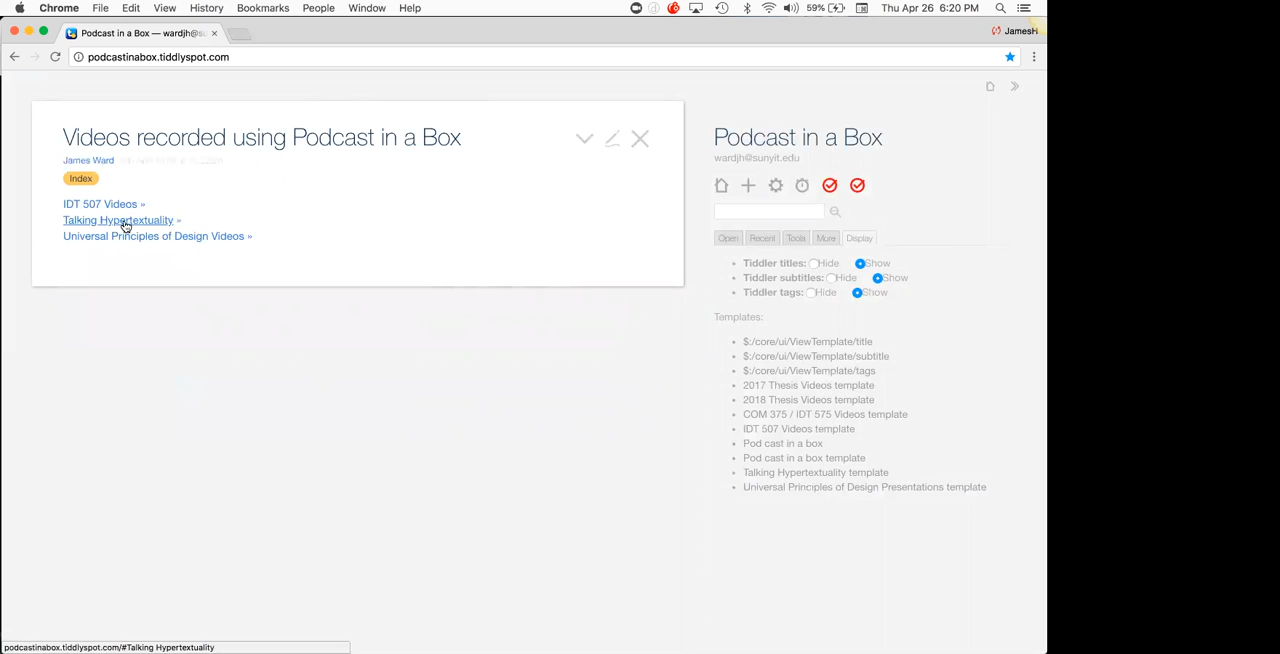 Chrome File Edit View History Bookmarks People Window Help 59% Thu Apr 26 6:20 PM
Podcast in a Box — wardjh@su
JamesH
podcastinabox.tiddlyspot.com
Videos recorded using Podcast in a Box
James Ward
Index
IDT 507 Videos »
Talking Hypertextuality »
Universal Principles of Design Videos »
Podcast in a Box
wardjh@sunyit.edu
Open Recent Tools More Display
• Tiddler titles: Hide Show
• Tiddler subtitles: Hide Show
• Tiddler tags: Hide Show
Templates:
• $:/core/ui/ViewTemplate/title
• $:/core/ui/ViewTemplate/subtitle
• $:/core/ui/ViewTemplate/tags
• 2017 Thesis Videos template
• 2018 Thesis Videos template
• COM 375 / IDT 575 Videos template
• IDT 507 Videos template
• Pod cast in a box
• Pod cast in a box template
• Talking Hypertextuality template
• Universal Principles of Design Presentations template
podcastinabox.tiddlyspot.com/#Talking Hypertextuality